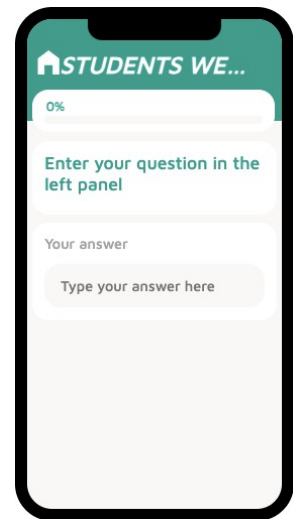 STUDENTS WE...
0%
Enter your question in the
left panel
Your answer
Type your answer here